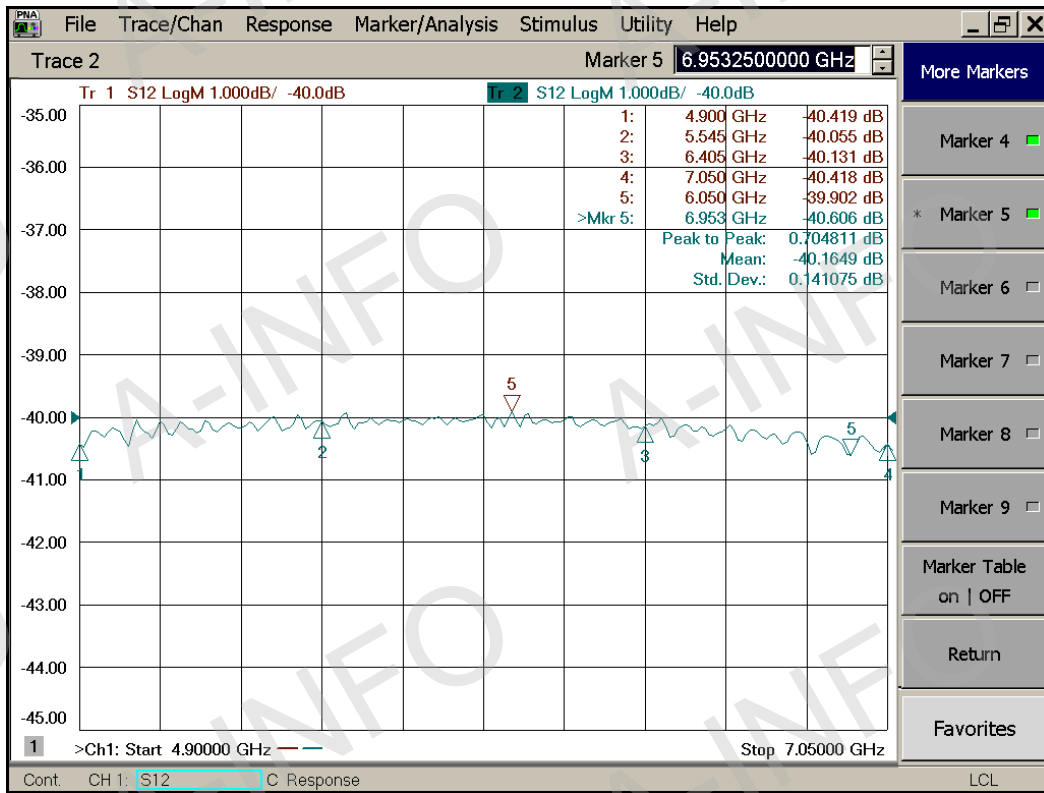 PNA File Trace/Chan Response Marker/Analysis Stimulus Utility Help
Trace 2 Marker 5 6.9532500000 GHz
Tr 1 S12 LogM 1.000dB/ -40.0dB Tr 2 S12 LogM 1.000dB/ -40.0dB
1: 4.900 GHz -40.419 dB
2: 5.545 GHz -40.055 dB
3: 6.405 GHz -40.131 dB
4: 7.050 GHz -40.418 dB
5: 6.050 GHz -39.902 dB
>Mkr 5: 6.953 GHz -40.606 dB
Peak to Peak: 0.704811 dB
Mean: -40.1649 dB
Std. Dev.: 0.141075 dB
-35.00
-36.00
-37.00
-38.00
-39.00
-40.00
-41.00
-42.00
-43.00
-44.00
-45.00
5
5
1
2
3
4
1 >Ch1: Start 4.90000 GHz Stop 7.05000 GHz
Cont. CH 1: S12 C Response LCL
More Markers
Marker 4
* Marker 5
Marker 6
Marker 7
Marker 8
Marker 9
Marker Table
on | OFF
Return
Favorites
A-INFO
A-INFO
A-INFO
A-INFO